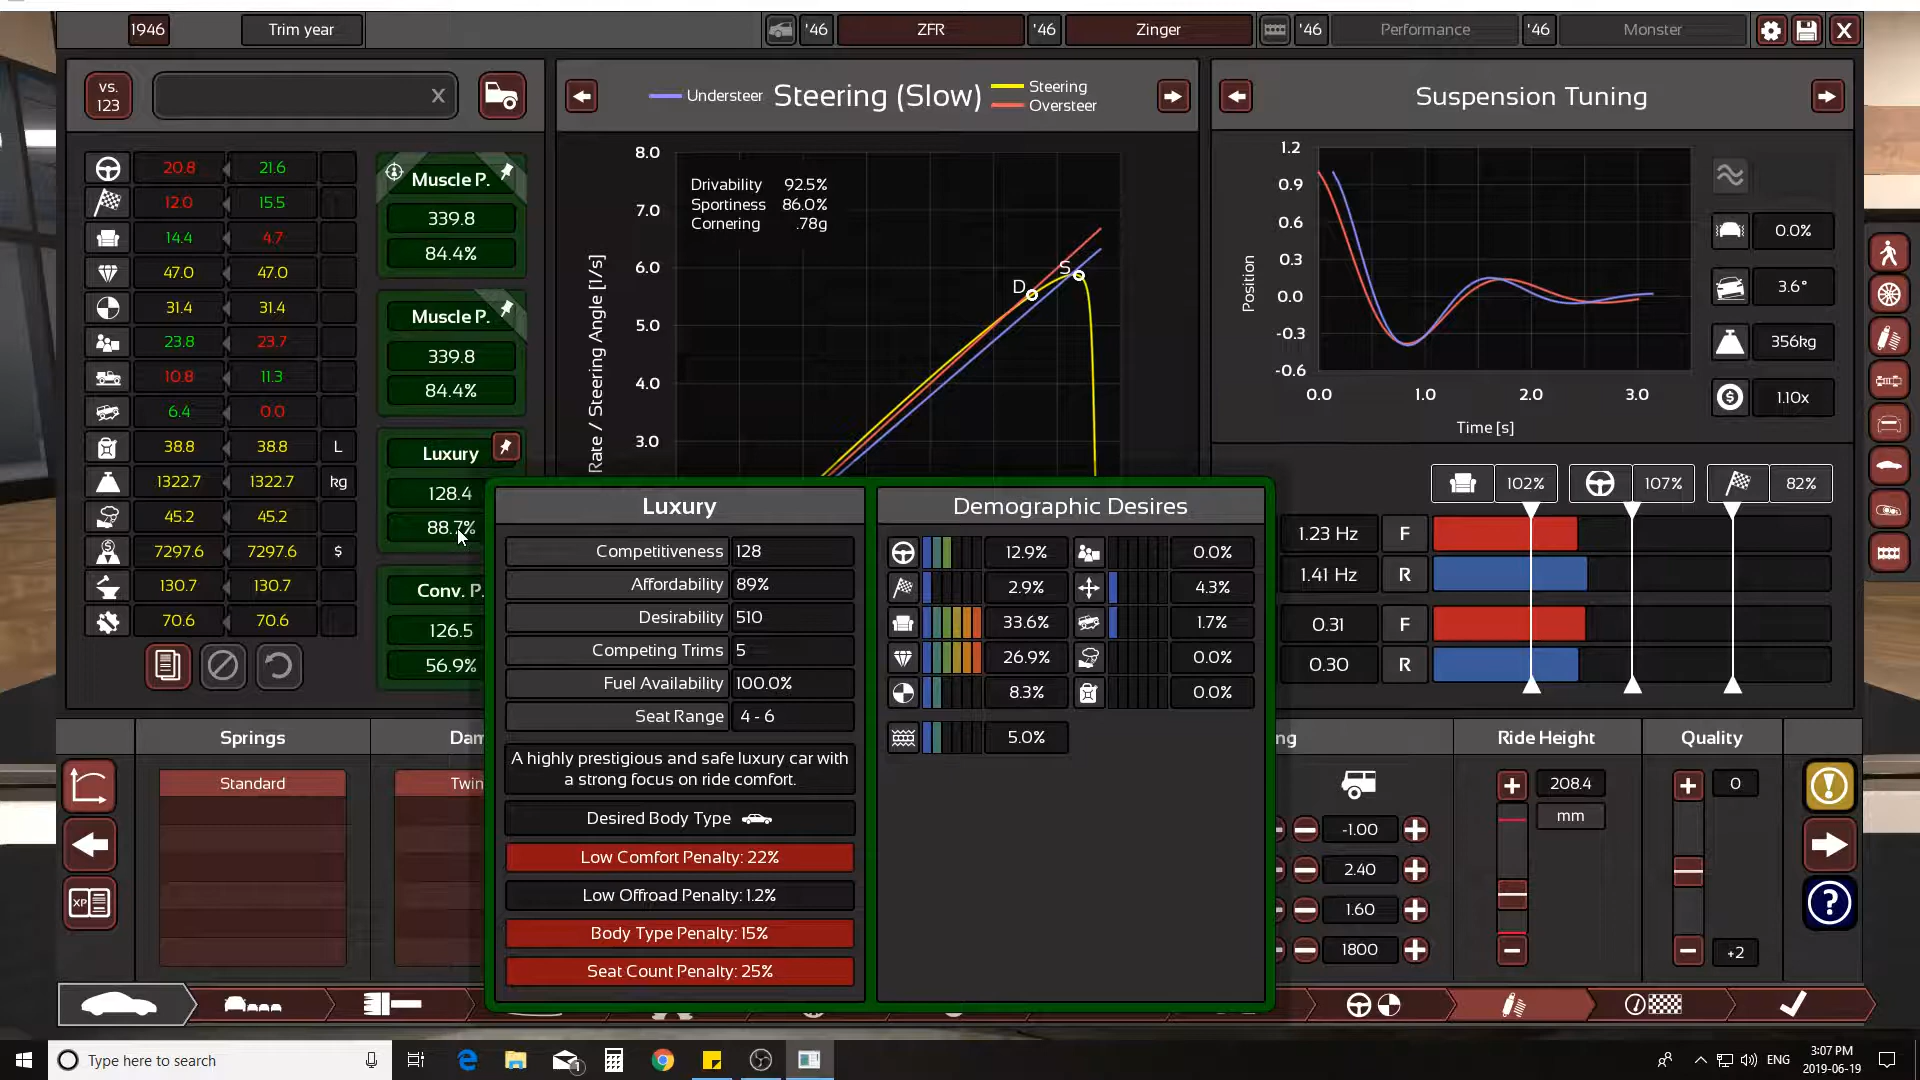 1946
Trim year
'46
ZFR
'46
Zinger
'46
Performance
'46
Monster
X
vs.
123
X
Understeer
Steering (Slow)
Steering
Oversteer
Suspension Tuning
20.8 21.6
12.0 15.5
14.4 4.7
47.0 47.0
31.4 31.4
23.8 23.7
10.8 11.3
6.4 0.0
38.8 38.8 L
1322.7 1322.7 kg
45.2 45.2
7297.6 7297.6 $
130.7 130.7
70.6 70.6
Muscle P.
339.8
84.4%
Muscle P.
339.8
84.4%
Luxury
128.4
88.7%
Conv. P.
126.5
56.9%
8.0
7.0
6.0
5.0
4.0
3.0
Rate / Steering Angle [1/s]
Drivability 92.5%
Sportiness 86.0%
Cornering .78g
D
S
1.2
0.9
0.6
0.3
0.0
-0.3
-0.6
Position
0.0 1.0 2.0 3.0
Time [s]
0.0%
3.6°
356kg
$ 1.10x
102% 107% 82%
1.23 Hz F
1.41 Hz R
0.31 F
0.30 R
Luxury
Competitiveness 128
Affordability 89%
Desirability 510
Competing Trims 5
Fuel Availability 100.0%
Seat Range 4 - 6
A highly prestigious and safe luxury car with
a strong focus on ride comfort.
Desired Body Type
Low Comfort Penalty: 22%
Low Offroad Penalty: 1.2%
Body Type Penalty: 15%
Seat Count Penalty: 25%
Demographic Desires
12.9% 0.0%
2.9% 4.3%
33.6% 1.7%
26.9% 0.0%
8.3% 0.0%
5.0%
Springs
Standard
Dam
Twin
ng
-1.00
2.40
1.60
1800
Ride Height
208.4
mm
Quality
0
+2
XP
!
?
Type here to search
1
ENG
3:07 PM
2019-06-19